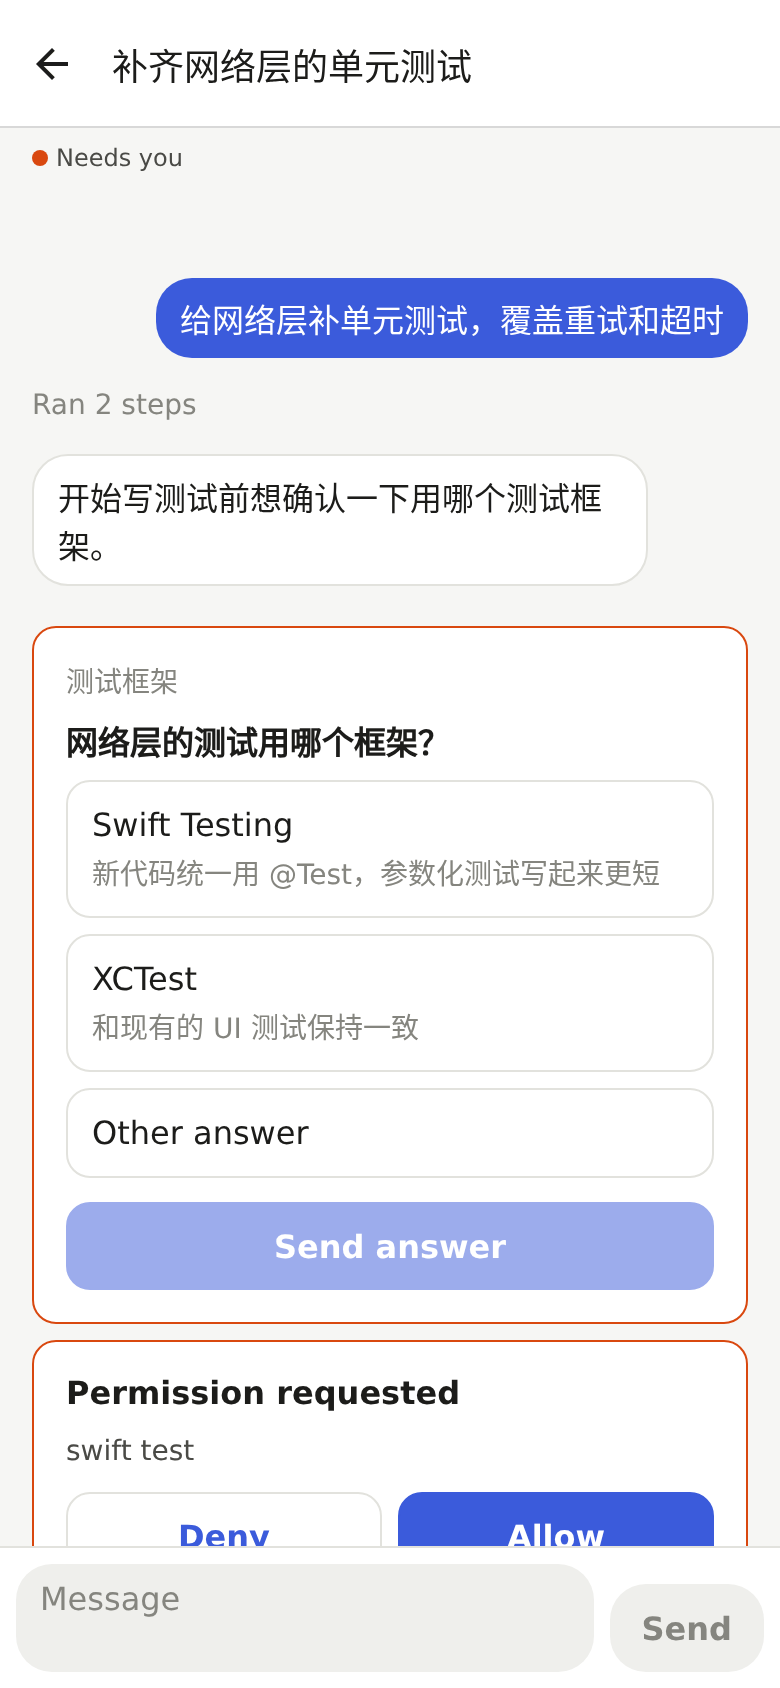 补齐网络层的单元测试
Needs you
给网络层补单元测试，覆盖重试和超时
Ran 2 steps
开始写测试前想确认一下用哪个测试框
架。
测试框架
网络层的测试用哪个框架？
Swift Testing
新代码统一用 @Test，参数化测试写起来更短
XCTest
和现有的 UI 测试保持一致
Other answer
Send answer
Permission requested
swift test
Deny
Allow
Message
Send